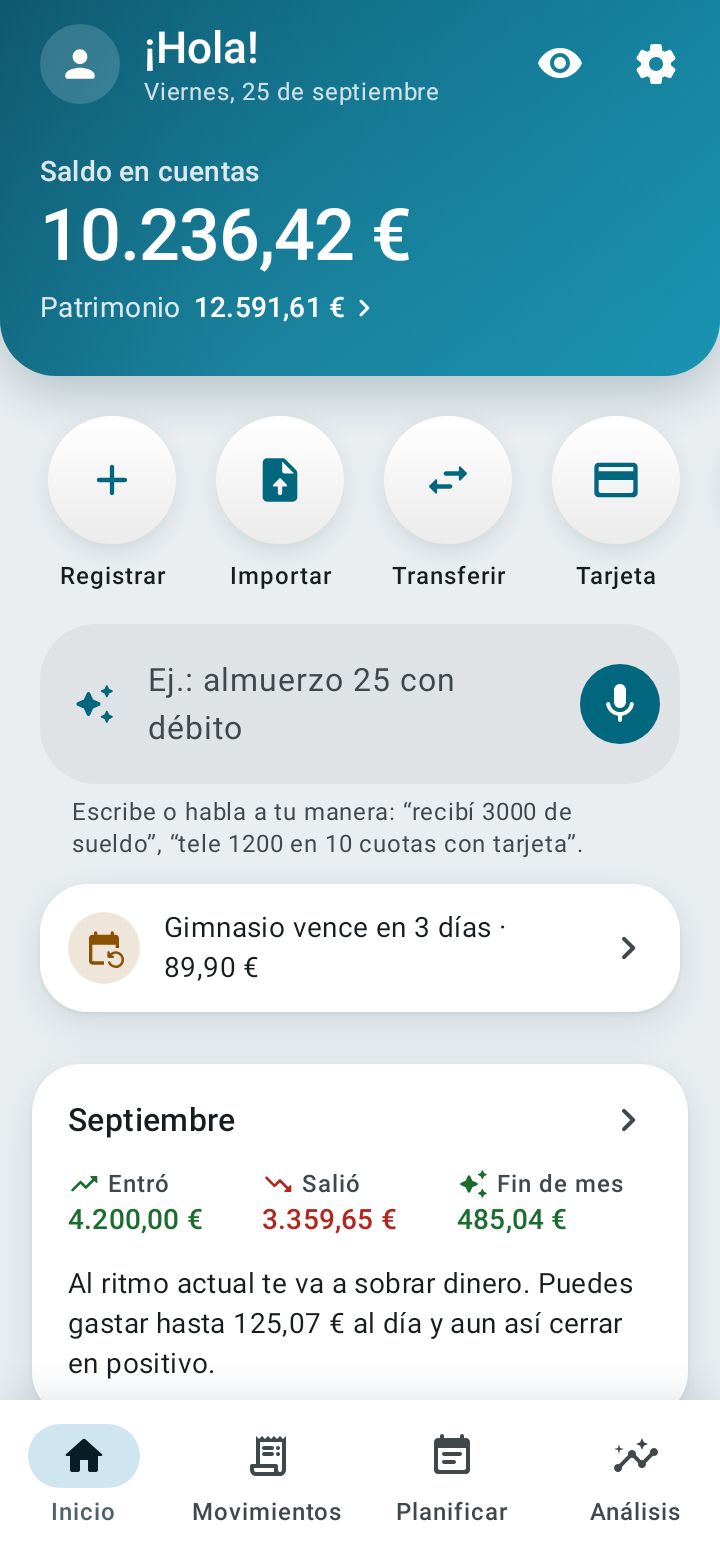 ¡Hola!
Viernes, 25 de septiembre
Saldo en cuentas
10.236,42 €
Patrimonio 12.591,61 €
Registrar
Importar
Transferir
Tarjeta
Ej.: almuerzo 25 con
débito
Escribe o habla a tu manera: “recibí 3000 de
sueldo”, “tele 1200 en 10 cuotas con tarjeta”.
Gimnasio vence en 3 días ·
89,90 €
Septiembre
Entró
4.200,00 €
Salió
3.359,65 €
Fin de mes
485,04 €
Al ritmo actual te va a sobrar dinero. Puedes
gastar hasta 125,07 € al día y aun así cerrar
en positivo.
Inicio
Movimientos
Planificar
Análisis